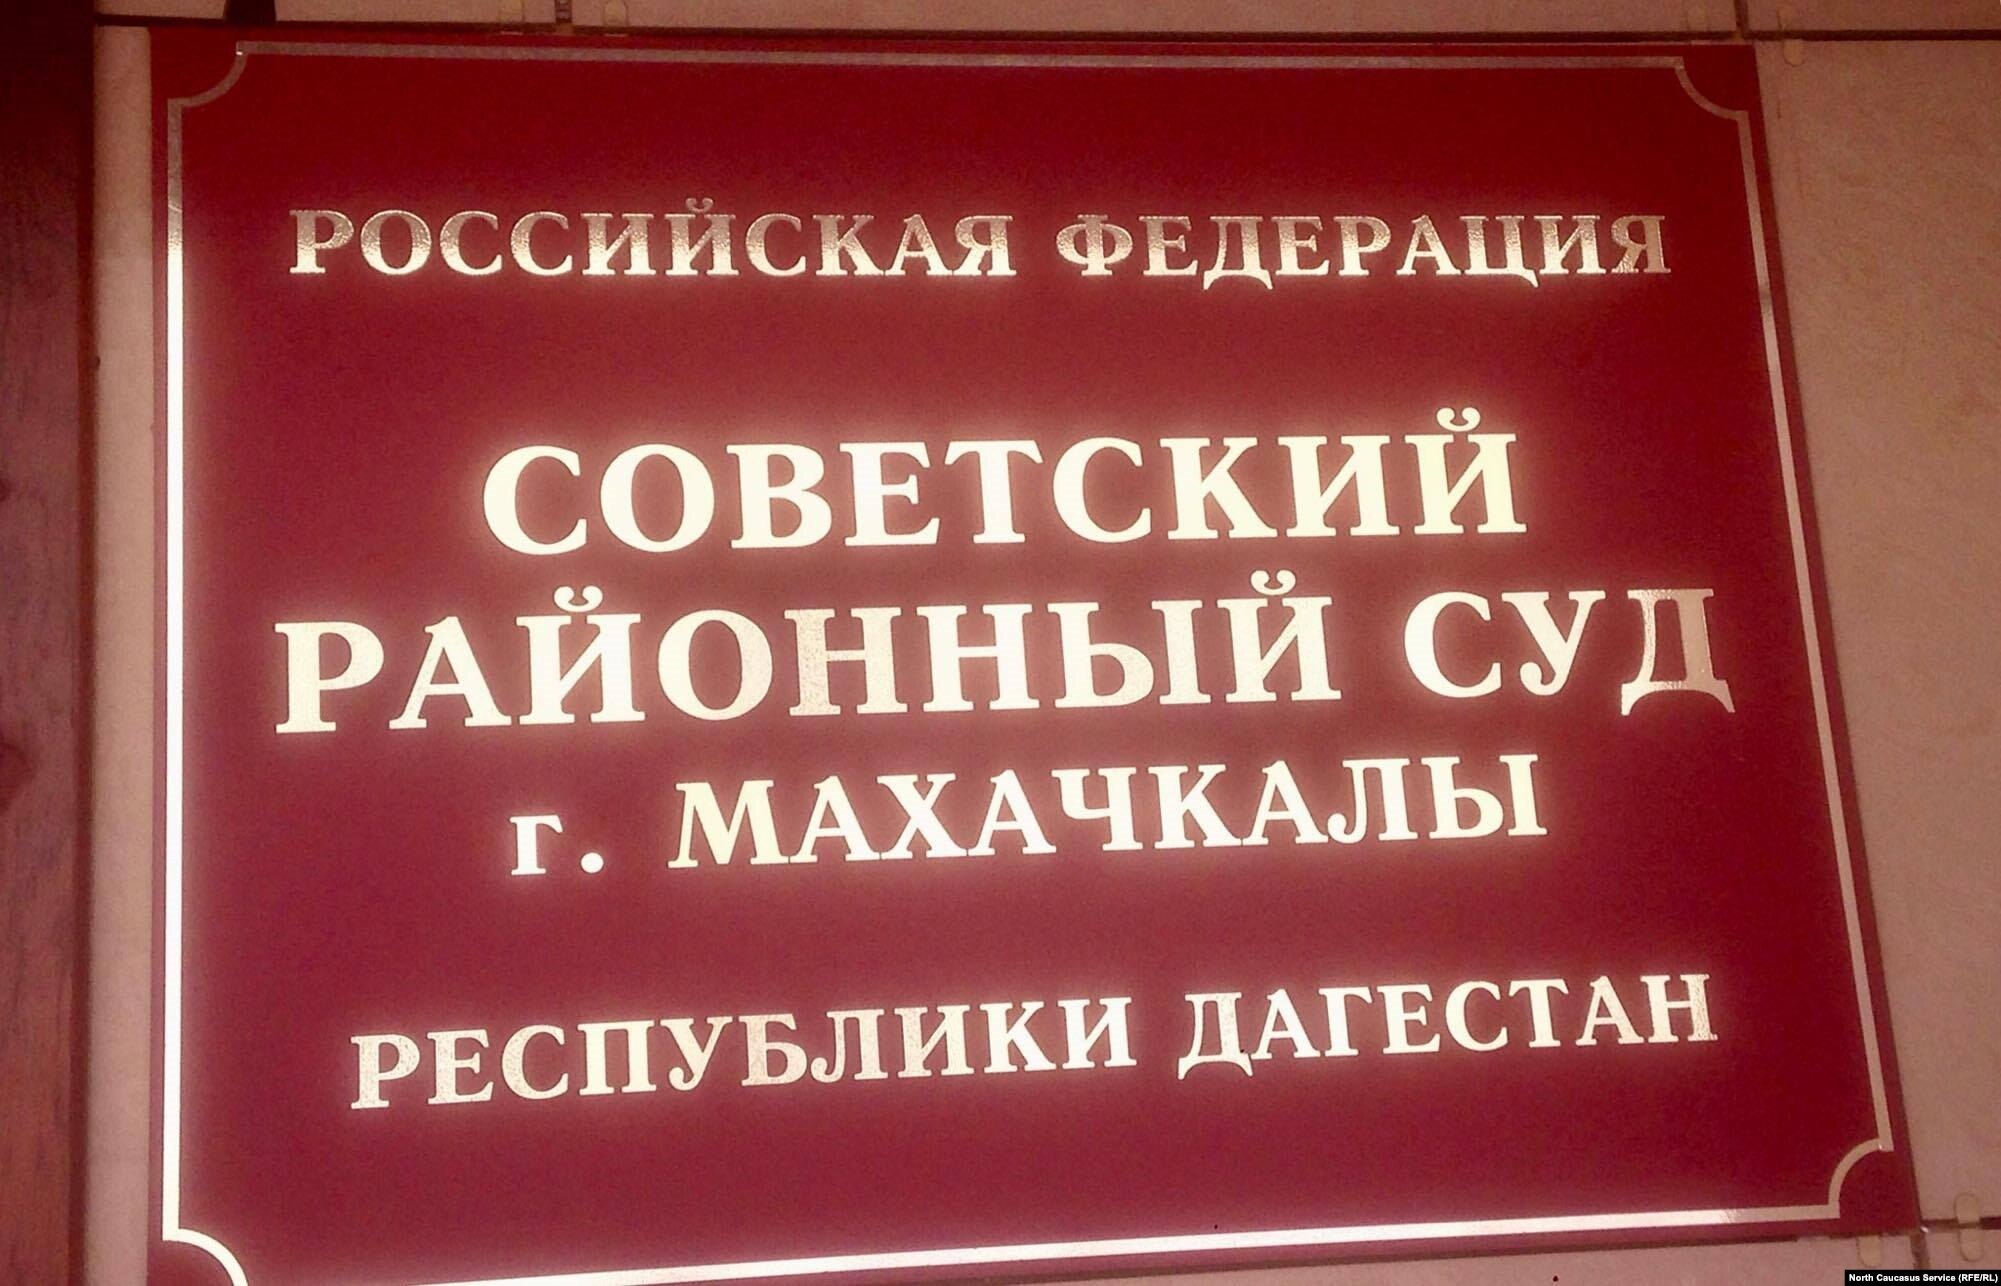 РОССИЙСКАЯ ФЕДЕРАЦИЯ
СОВЕТСКИЙ
РАЙОННЫЙ СУД
г. МАХАЧКАЛЫ
РЕСПУБЛИКИ ДАГЕСТАН
North Caucasus Service (RFE/RL)